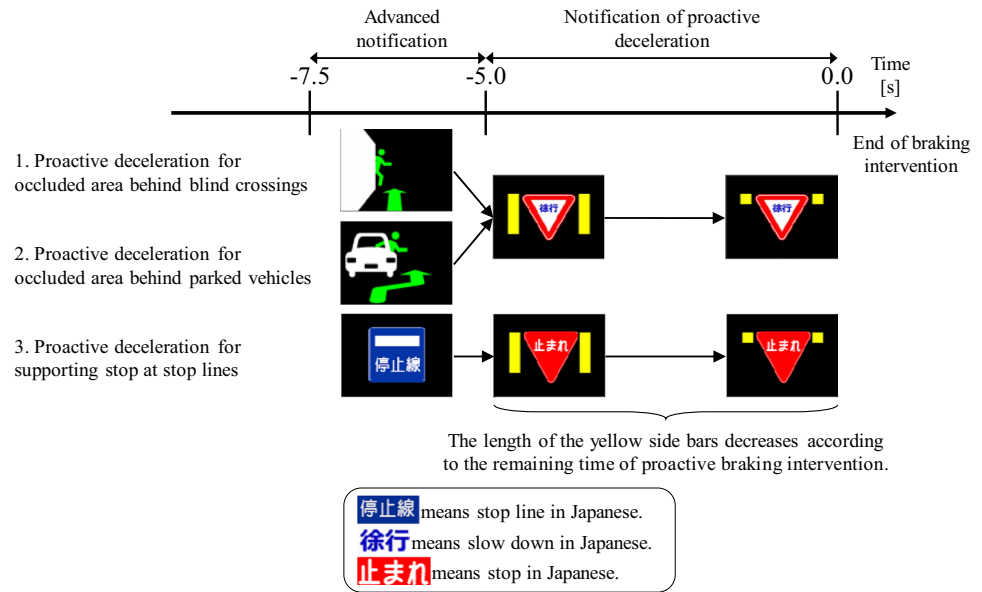 Advanced
notification
Notification of proactive
deceleration
-7.5
-5.0
0.0
Time
[s]
End of braking
intervention
1. Proactive deceleration for
occluded area behind blind crossings
徐行
徐行
2. Proactive deceleration for
occluded area behind parked vehicles
3. Proactive deceleration for
supporting stop at stop lines
停止線
止まれ
止まれ
The length of the yellow side bars decreases according
to the remaining time of proactive braking intervention.
停止線 means stop line in Japanese.
徐行 means slow down in Japanese.
止まれ means stop in Japanese.